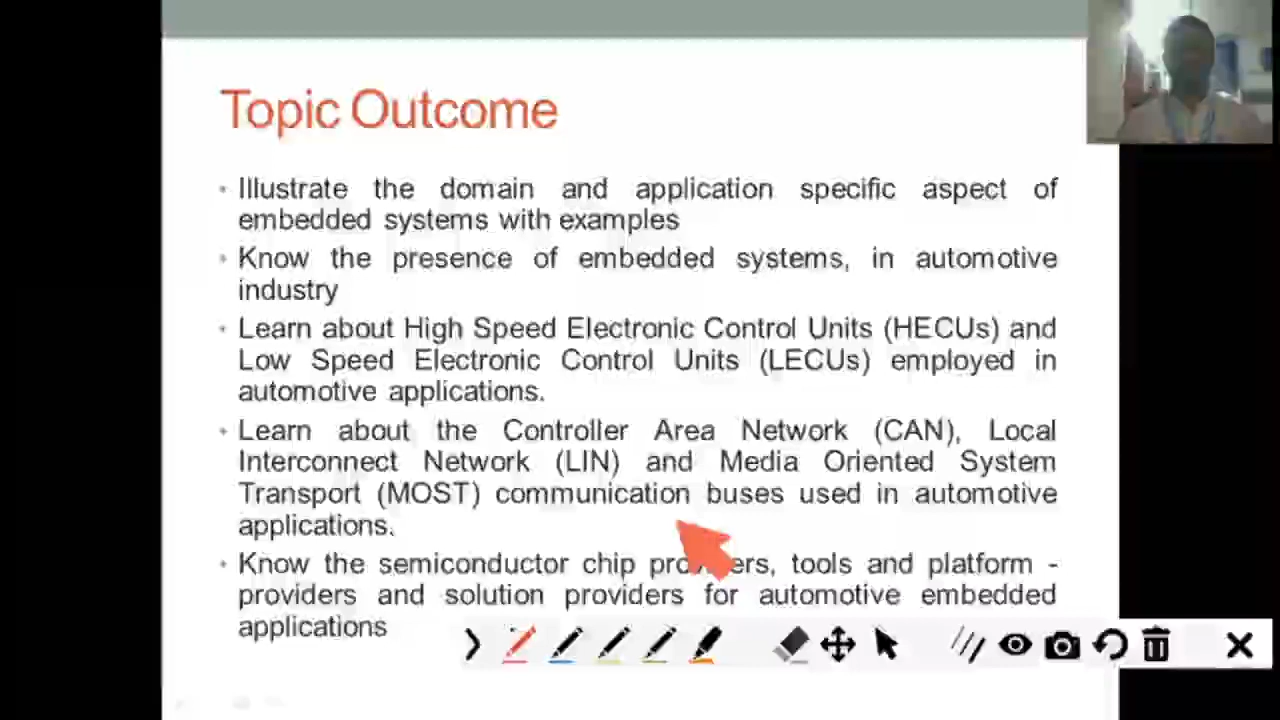 Topic Outcome
• Illustrate the domain and application specific aspect of
embedded systems with examples
• Know the presence of embedded systems, in automotive
industry
• Learn about High Speed Electronic Control Units (HECUs) and
Low Speed Electronic Control Units (LECUs) employed in
automotive applications.
• Learn about the Controller Area Network (CAN), Local
Interconnect Network (LIN) and Media Oriented System
Transport (MOST) communication buses used in automotive
applications.
• Know the semiconductor chip providers, tools and platform -
providers and solution providers for automotive embedded
applications